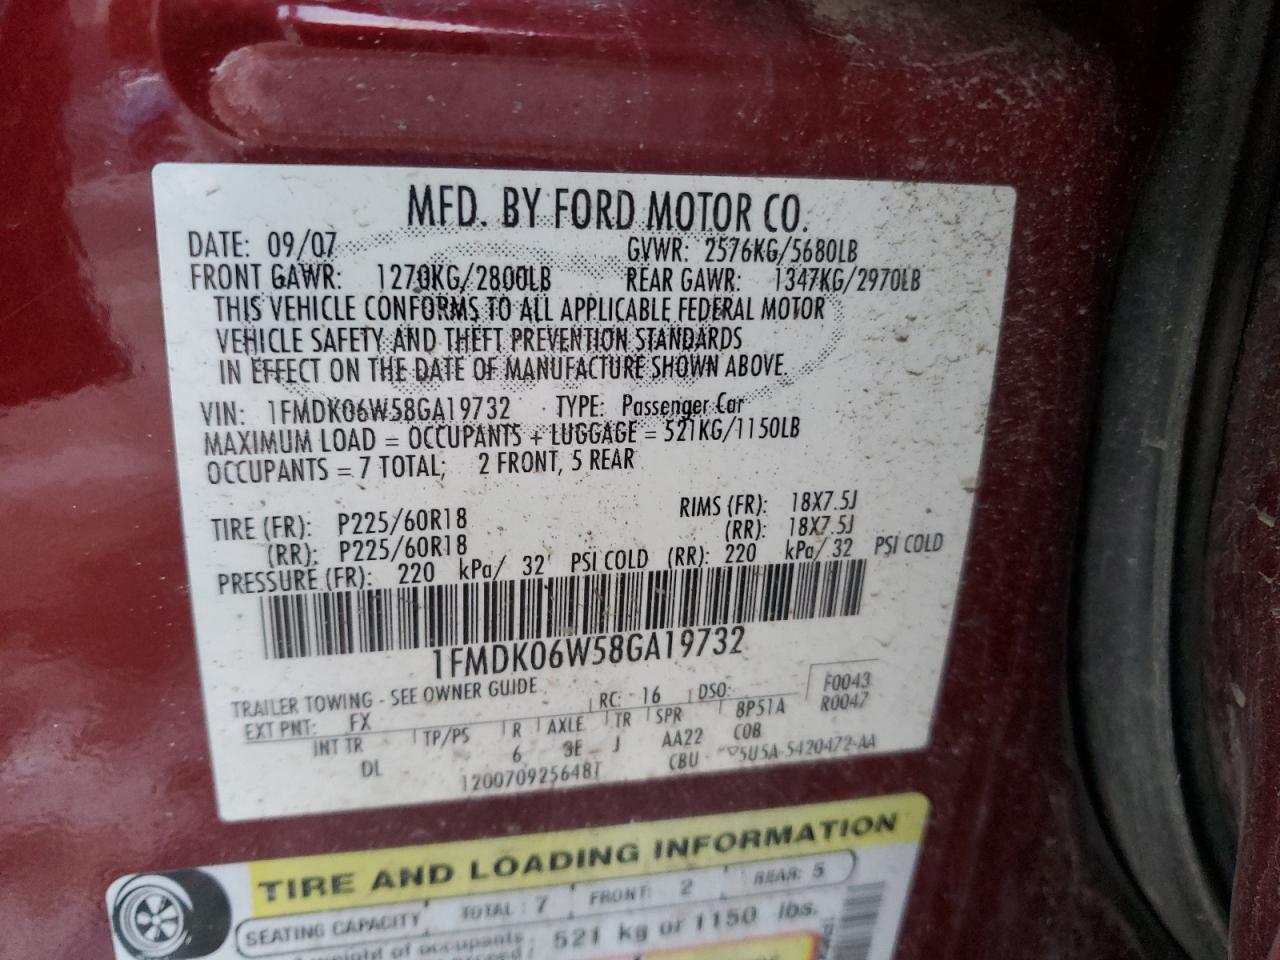 MFD. BY FORD MOTOR CO.
DATE: 09/07 GVWR: 2576KG/5680LB
FRONT GAWR: 1270KG/2800LB REAR GAWR: 1347KG/2970LB
THIS VEHICLE CONFORMS TO ALL APPLICABLE FEDERAL MOTOR
VEHICLE SAFETY AND THEFT PREVENTION STANDARDS
IN EFFECT ON THE DATE OF MANUFACTURE SHOWN ABOVE.
VIN: 1FMDK06W58GA19732 TYPE: Passenger Car
MAXIMUM LOAD = OCCUPANTS + LUGGAGE = 521KG/1150LB
OCCUPANTS = 7 TOTAL; 2 FRONT, 5 REAR
TIRE (FR): P225/60R18 RIMS (FR): 18X7.5J
(RR): P225/60R18 (RR): 18X7.5J
PRESSURE (FR): 220 kPa/ 32 PSI COLD (RR): 220 kPa/ 32 PSI COLD
1FMDK06W58GA19732
TRAILER TOWING - SEE OWNER GUIDE RC: 16 DSO: F0043
EXT PNT: FX R0047
INT TR TP/PS R AXLE TR SPR 8P51A
DL 6 3E J AA22 COB
120070925648T CBU 5U5A-5420472-AA
TIRE AND LOADING INFORMATION
SEATING CAPACITY TOTAL : 7 FRONT: 2 REAR: 5
weight of occupants 521 kg or 1150 lbs.